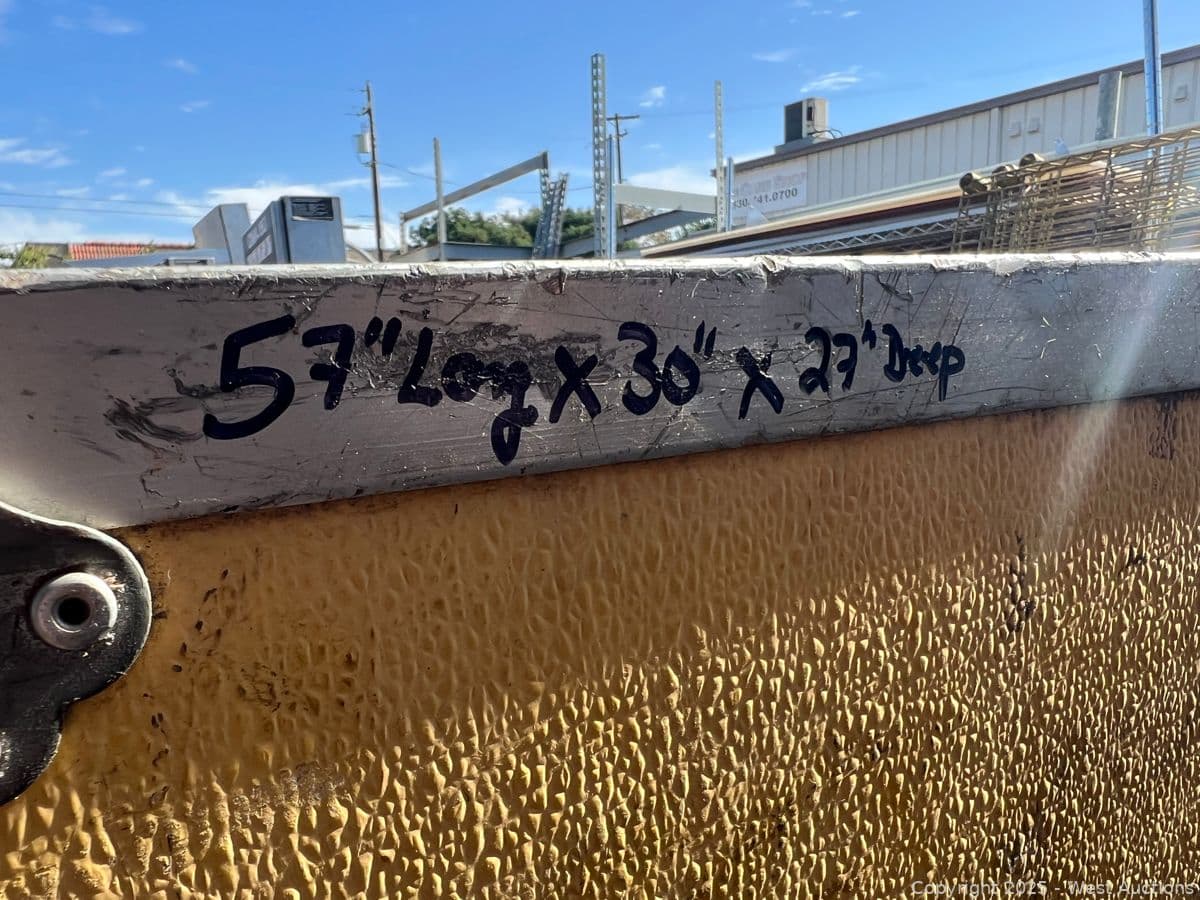 57" Long x 30" x 27" Deep
Copyright 2025 - West Auctions